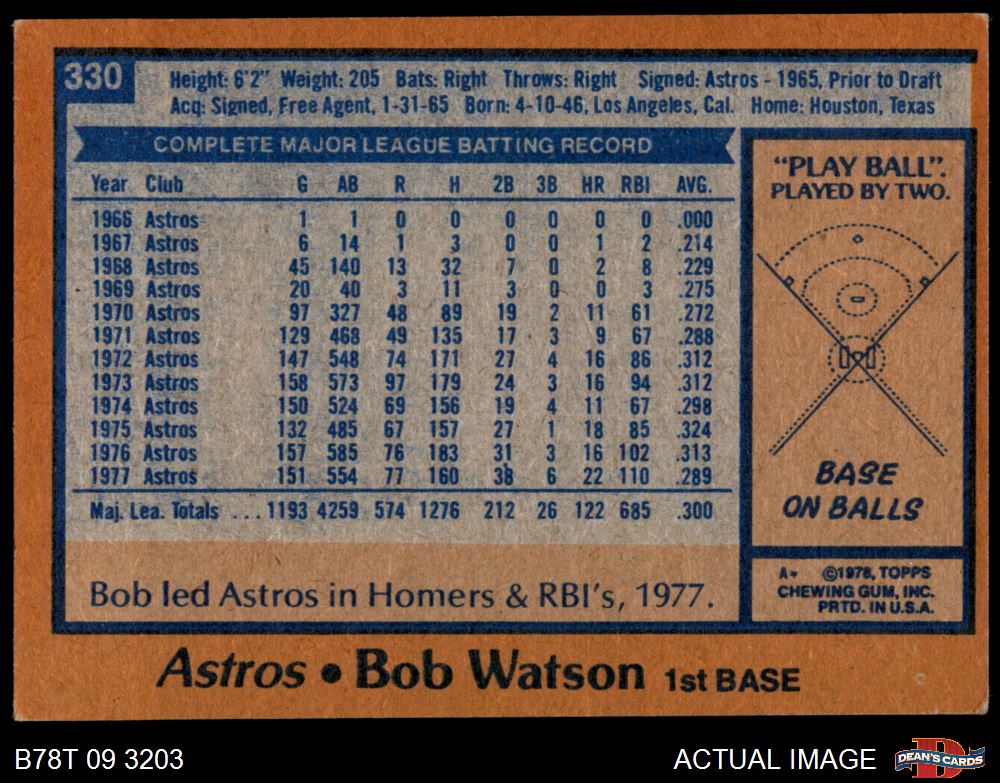 330
Height: 6'2" Weight: 205 Bats: Right Throws: Right Signed: Astros - 1965, Prior to Draft
Acq: Signed, Free Agent, 1-31-65 Born: 4-10-46, Los Angeles, Cal. Home: Houston, Texas
COMPLETE MAJOR LEAGUE BATTING RECORD
Year Club G AB R H 2B 3B HR RBI AVG.
1966 Astros 1 1 0 0 0 0 0 0 .000
1967 Astros 6 14 1 3 0 0 1 2 .214
1968 Astros 45 140 13 32 7 0 2 8 .229
1969 Astros 20 40 3 11 3 0 0 3 .275
1970 Astros 97 327 48 89 19 2 11 61 .272
1971 Astros 129 468 49 135 17 3 9 67 .288
1972 Astros 147 548 74 171 27 4 16 86 .312
1973 Astros 158 573 97 179 24 3 16 94 .312
1974 Astros 150 524 69 156 19 4 11 67 .298
1975 Astros 132 485 67 157 27 1 18 85 .324
1976 Astros 157 585 76 183 31 3 16 102 .313
1977 Astros 151 554 77 160 38 6 22 110 .289
Maj. Lea. Totals ... 1193 4259 574 1276 212 26 122 685 .300
Bob led Astros in Homers & RBI's, 1977.
"PLAY BALL".
PLAYED BY TWO.
BASE
ON BALLS
A* ©1978, TOPPS
CHEWING GUM, INC.
PRTD. IN U.S.A.
Astros • Bob Watson 1st BASE
B78T 09 3203
ACTUAL IMAGE
DEAN'S CARDS